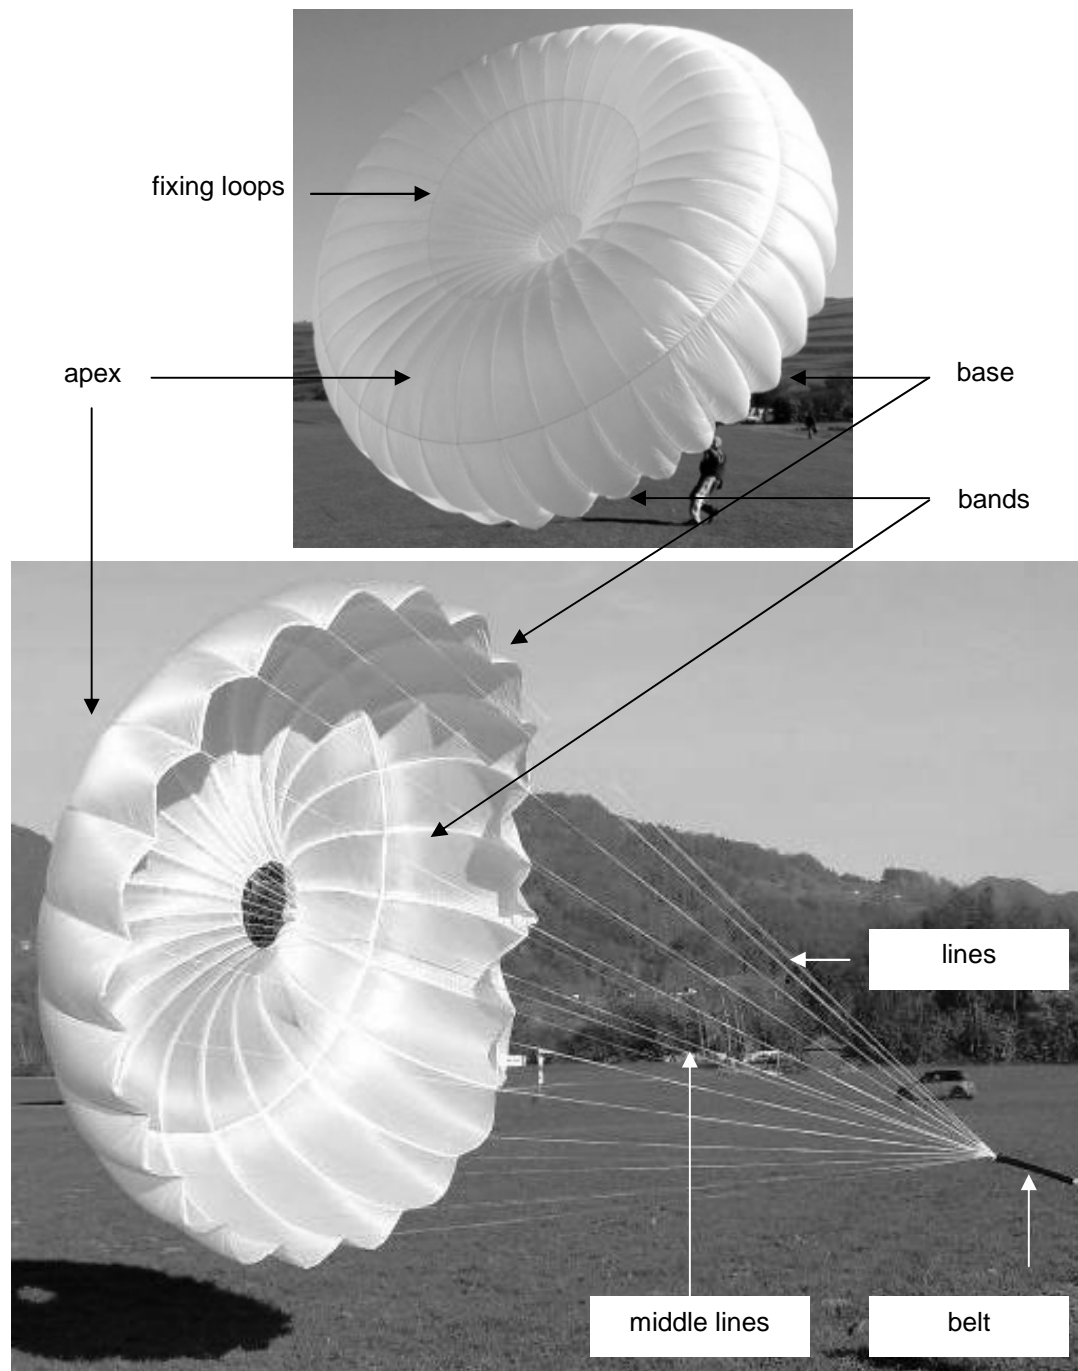 fixing loops
apex
base
bands
lines
middle lines
belt